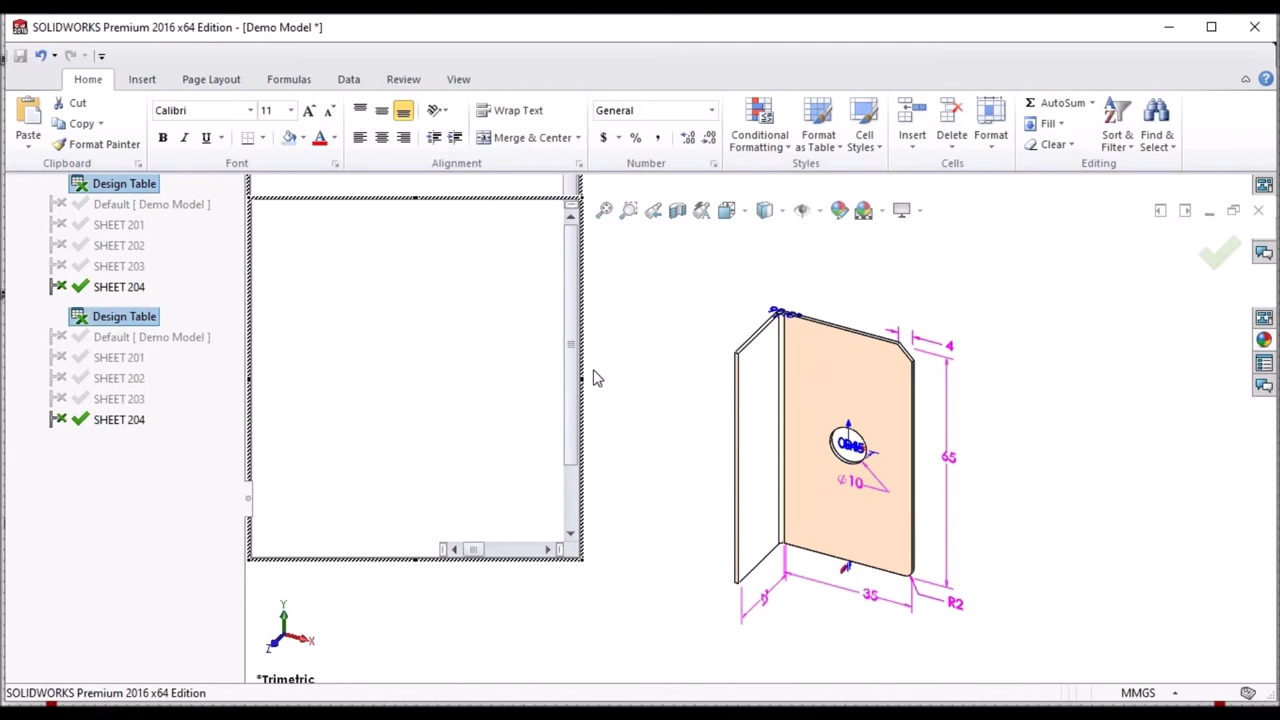 SOLIDWORKS Premium 2016 x64 Edition - [Demo Model *]
Home Insert Page Layout Formulas Data Review View
Paste
Cut
Copy
Format Painter
Clipboard
Calibri 11
B I U A
Font
Wrap Text
Merge & Center
Alignment
General
$ % ,
Number
Conditional Formatting
Format as Table
Cell Styles
Styles
Insert
Delete
Format
Cells
AutoSum
Fill
Clear
Sort & Filter
Find & Select
Editing
Design Table
Default [ Demo Model ]
SHEET 201
SHEET 202
SHEET 203
SHEET 204
Design Table
Default [ Demo Model ]
SHEET 201
SHEET 202
SHEET 203
SHEET 204
4
65
⌀10
35
R2
Y
X
Z
*Trimetric
SOLIDWORKS Premium 2016 x64 Edition
MMGS